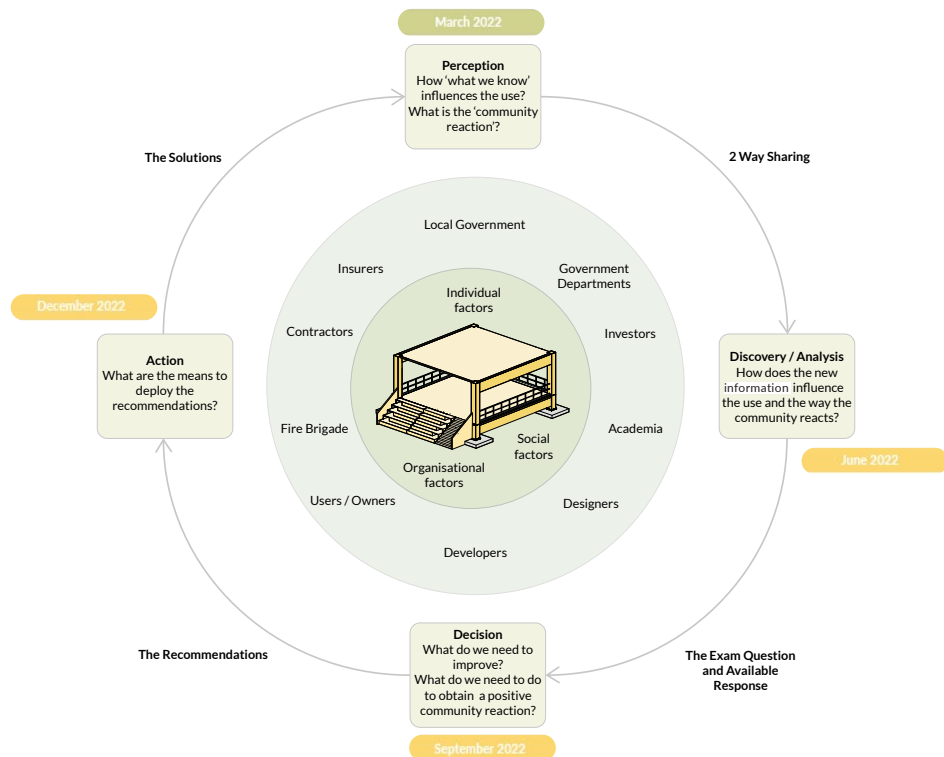 March 2022
Perception
How ‘what we know’
influences the use?
What is the ‘community
reaction’?
The Solutions
2 Way Sharing
Local Government
Insurers
Government
Departments
Individual
factors
December 2022
Contractors
Investors
Action
What are the means to
deploy the
recommendations?
Discovery / Analysis
How does the new
information influence
the use and the way the
community reacts?
Fire Brigade
Academia
Social
factors
June 2022
Organisational
factors
Users / Owners
Designers
Developers
Decision
What do we need to
improve?
What do we need to do
to obtain a positive
community reaction?
The Recommendations
The Exam Question
and Available
Response
September 2022